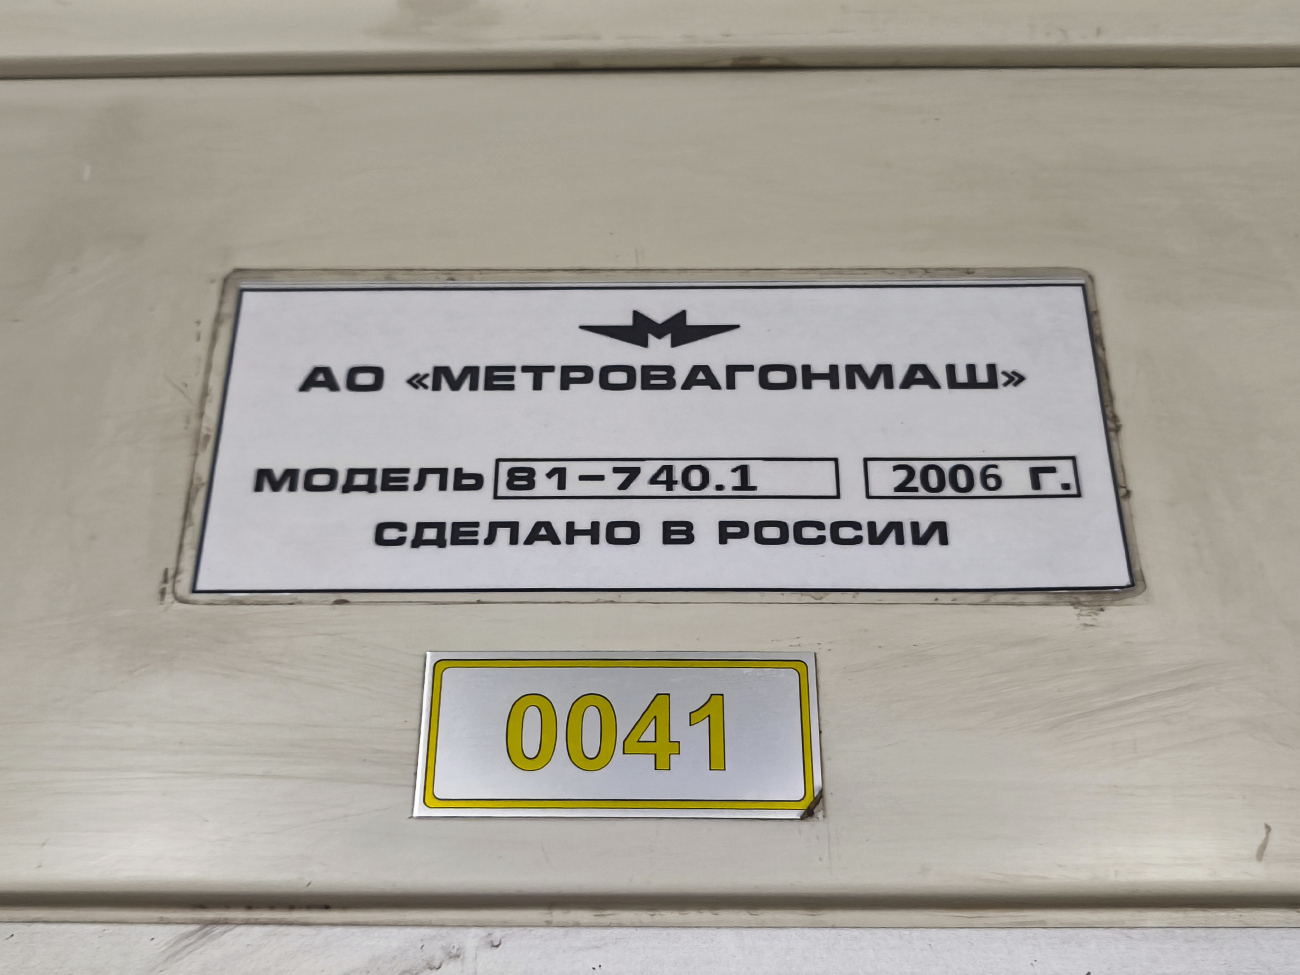 АО «МЕТРОВАГОНМАШ»
МОДЕЛЬ 81-740.1 2006 Г.
СДЕЛАНО В РОССИИ
0041